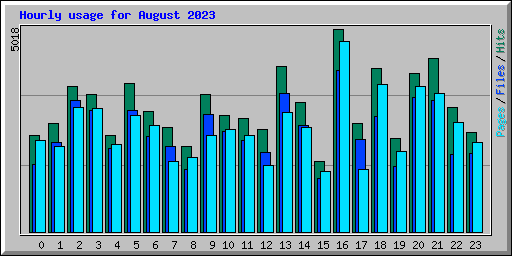 Hourly usage for August 2023
5018
Pages/Files/Hits
0 1 2 3 4 5 6 7 8 9 10 11 12 13 14 15 16 17 18 19 20 21 22 23